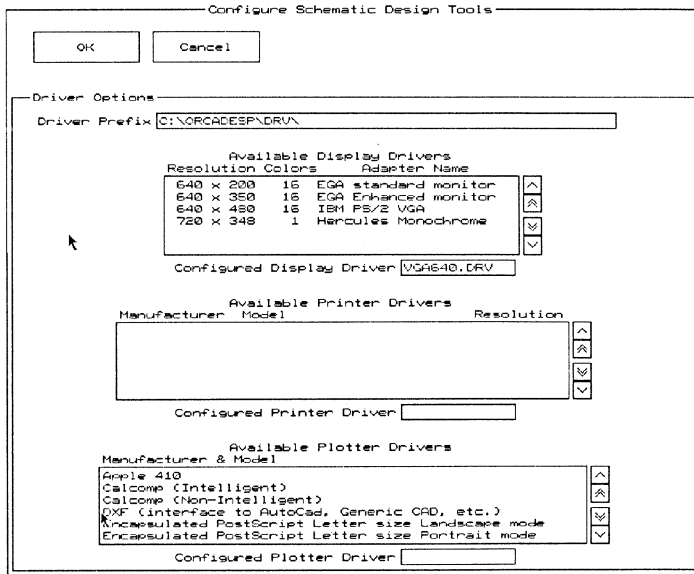 Configure Schematic Design Tools
OK Cancel
Driver Options
Driver Prefix C:\ORCADESP\DRV\
Available Display Drivers
Resolution Colors Adapter Name
640 x 200 16 EGA standard monitor
640 x 350 16 EGA Enhanced monitor
640 x 480 16 IBM PS/2 VGA
720 x 348 1 Hercules Monochrome
Configured Display Driver VGA640.DRV
Available Printer Drivers
Manufacturer Model Resolution
Configured Printer Driver
Available Plotter Drivers
Manufacturer & Model
Apple 410
Calcomp (Intelligent)
Calcomp (Non-Intelligent)
DXF (interface to AutoCad, Generic CAD, etc.)
Encapsulated PostScript Letter size Landscape mode
Encapsulated PostScript Letter size Portrait mode
Configured Plotter Driver